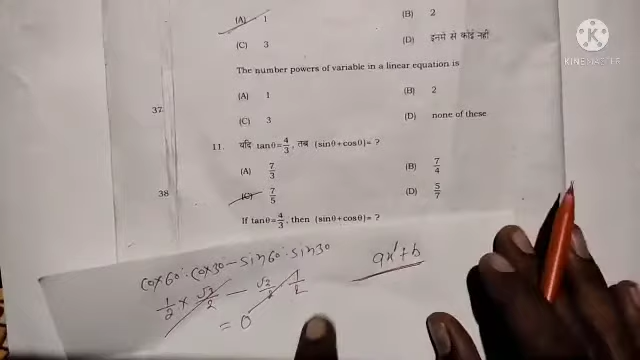 (A) 1 (B) 2
(C) 3 (D) इनमे से कोई नही
The number powers of variable in a linear equation is
37
(A) 1 (B) 2
(C) 3 (D) none of these
11. यदि tanθ=4/3, तब (sinθ+cosθ)= ?
(A) 7/3 (B) 7/4
38
(C) 7/5 (D) 5/7
If tanθ=4/3, then (sinθ+cosθ)= ?
cos60°·cos30°-sin60°·sin30
1/2 × √3/2 - √3/2 1/2
= 0
ax¹+b
KINEMASTER